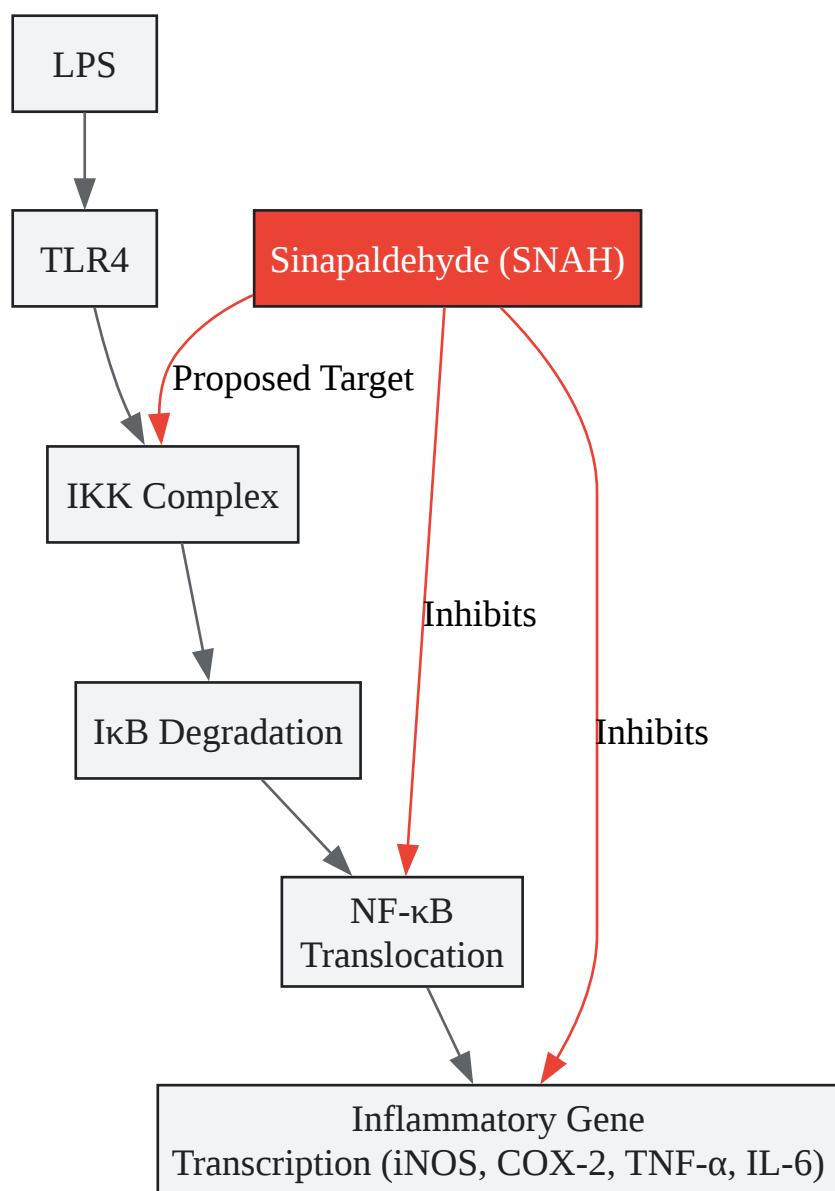 LPS
TLR4
Sinapaldehyde (SNAH)
Proposed Target
IKK Complex
Inhibits
IκB Degradation
Inhibits
NF-κB
Translocation
Inflammatory Gene
Transcription (iNOS, COX-2, TNF-α, IL-6)